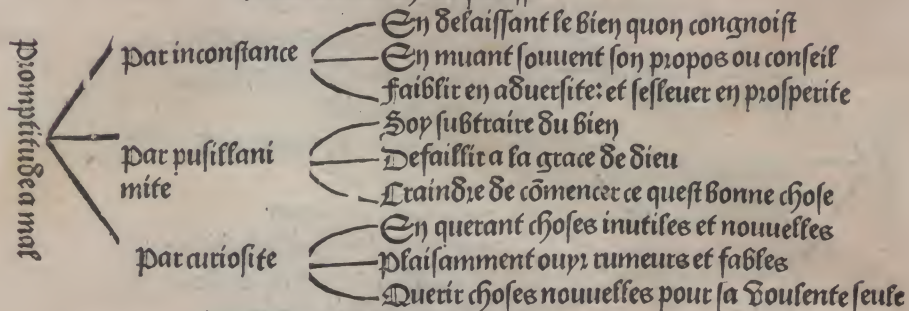 Promptitude a mal
Par inconstance
En delaissant le bien quon congnoist
En muant souuent son propos ou conseil
Faiblir en aduersite: et sesleuer en prosperite
Par pusillani
mite
Soy subtraire du bien
Defaillir a la grace de dieu
Craindre de cõmencer ce quest bonne chose
Par curiosite
En querant choses inutiles et nouuelles
Plaisamment ouyr rumeurs et fables
Querir choses nouuelles pour sa voulente seule